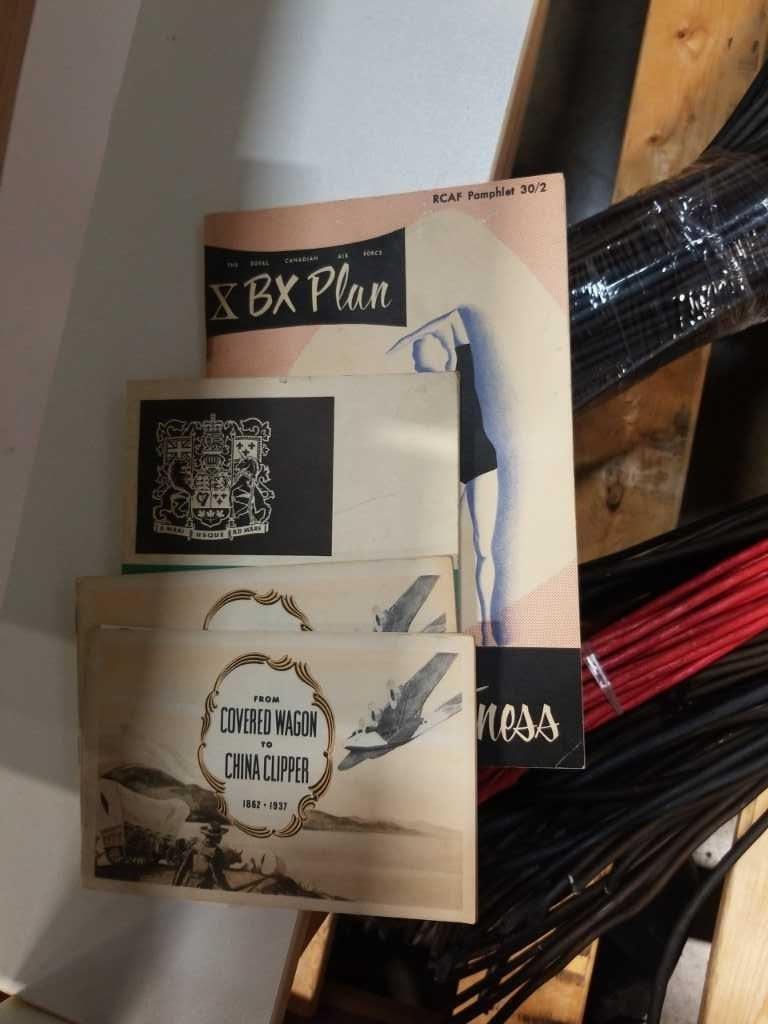 RCAF Pamphlet 30/2
THE ROYAL CANADIAN AIR FORCE
XBX Plan
A MARI USQUE AD MARE
FROM
COVERED WAGON
TO
CHINA CLIPPER
1862 • 1937
ness